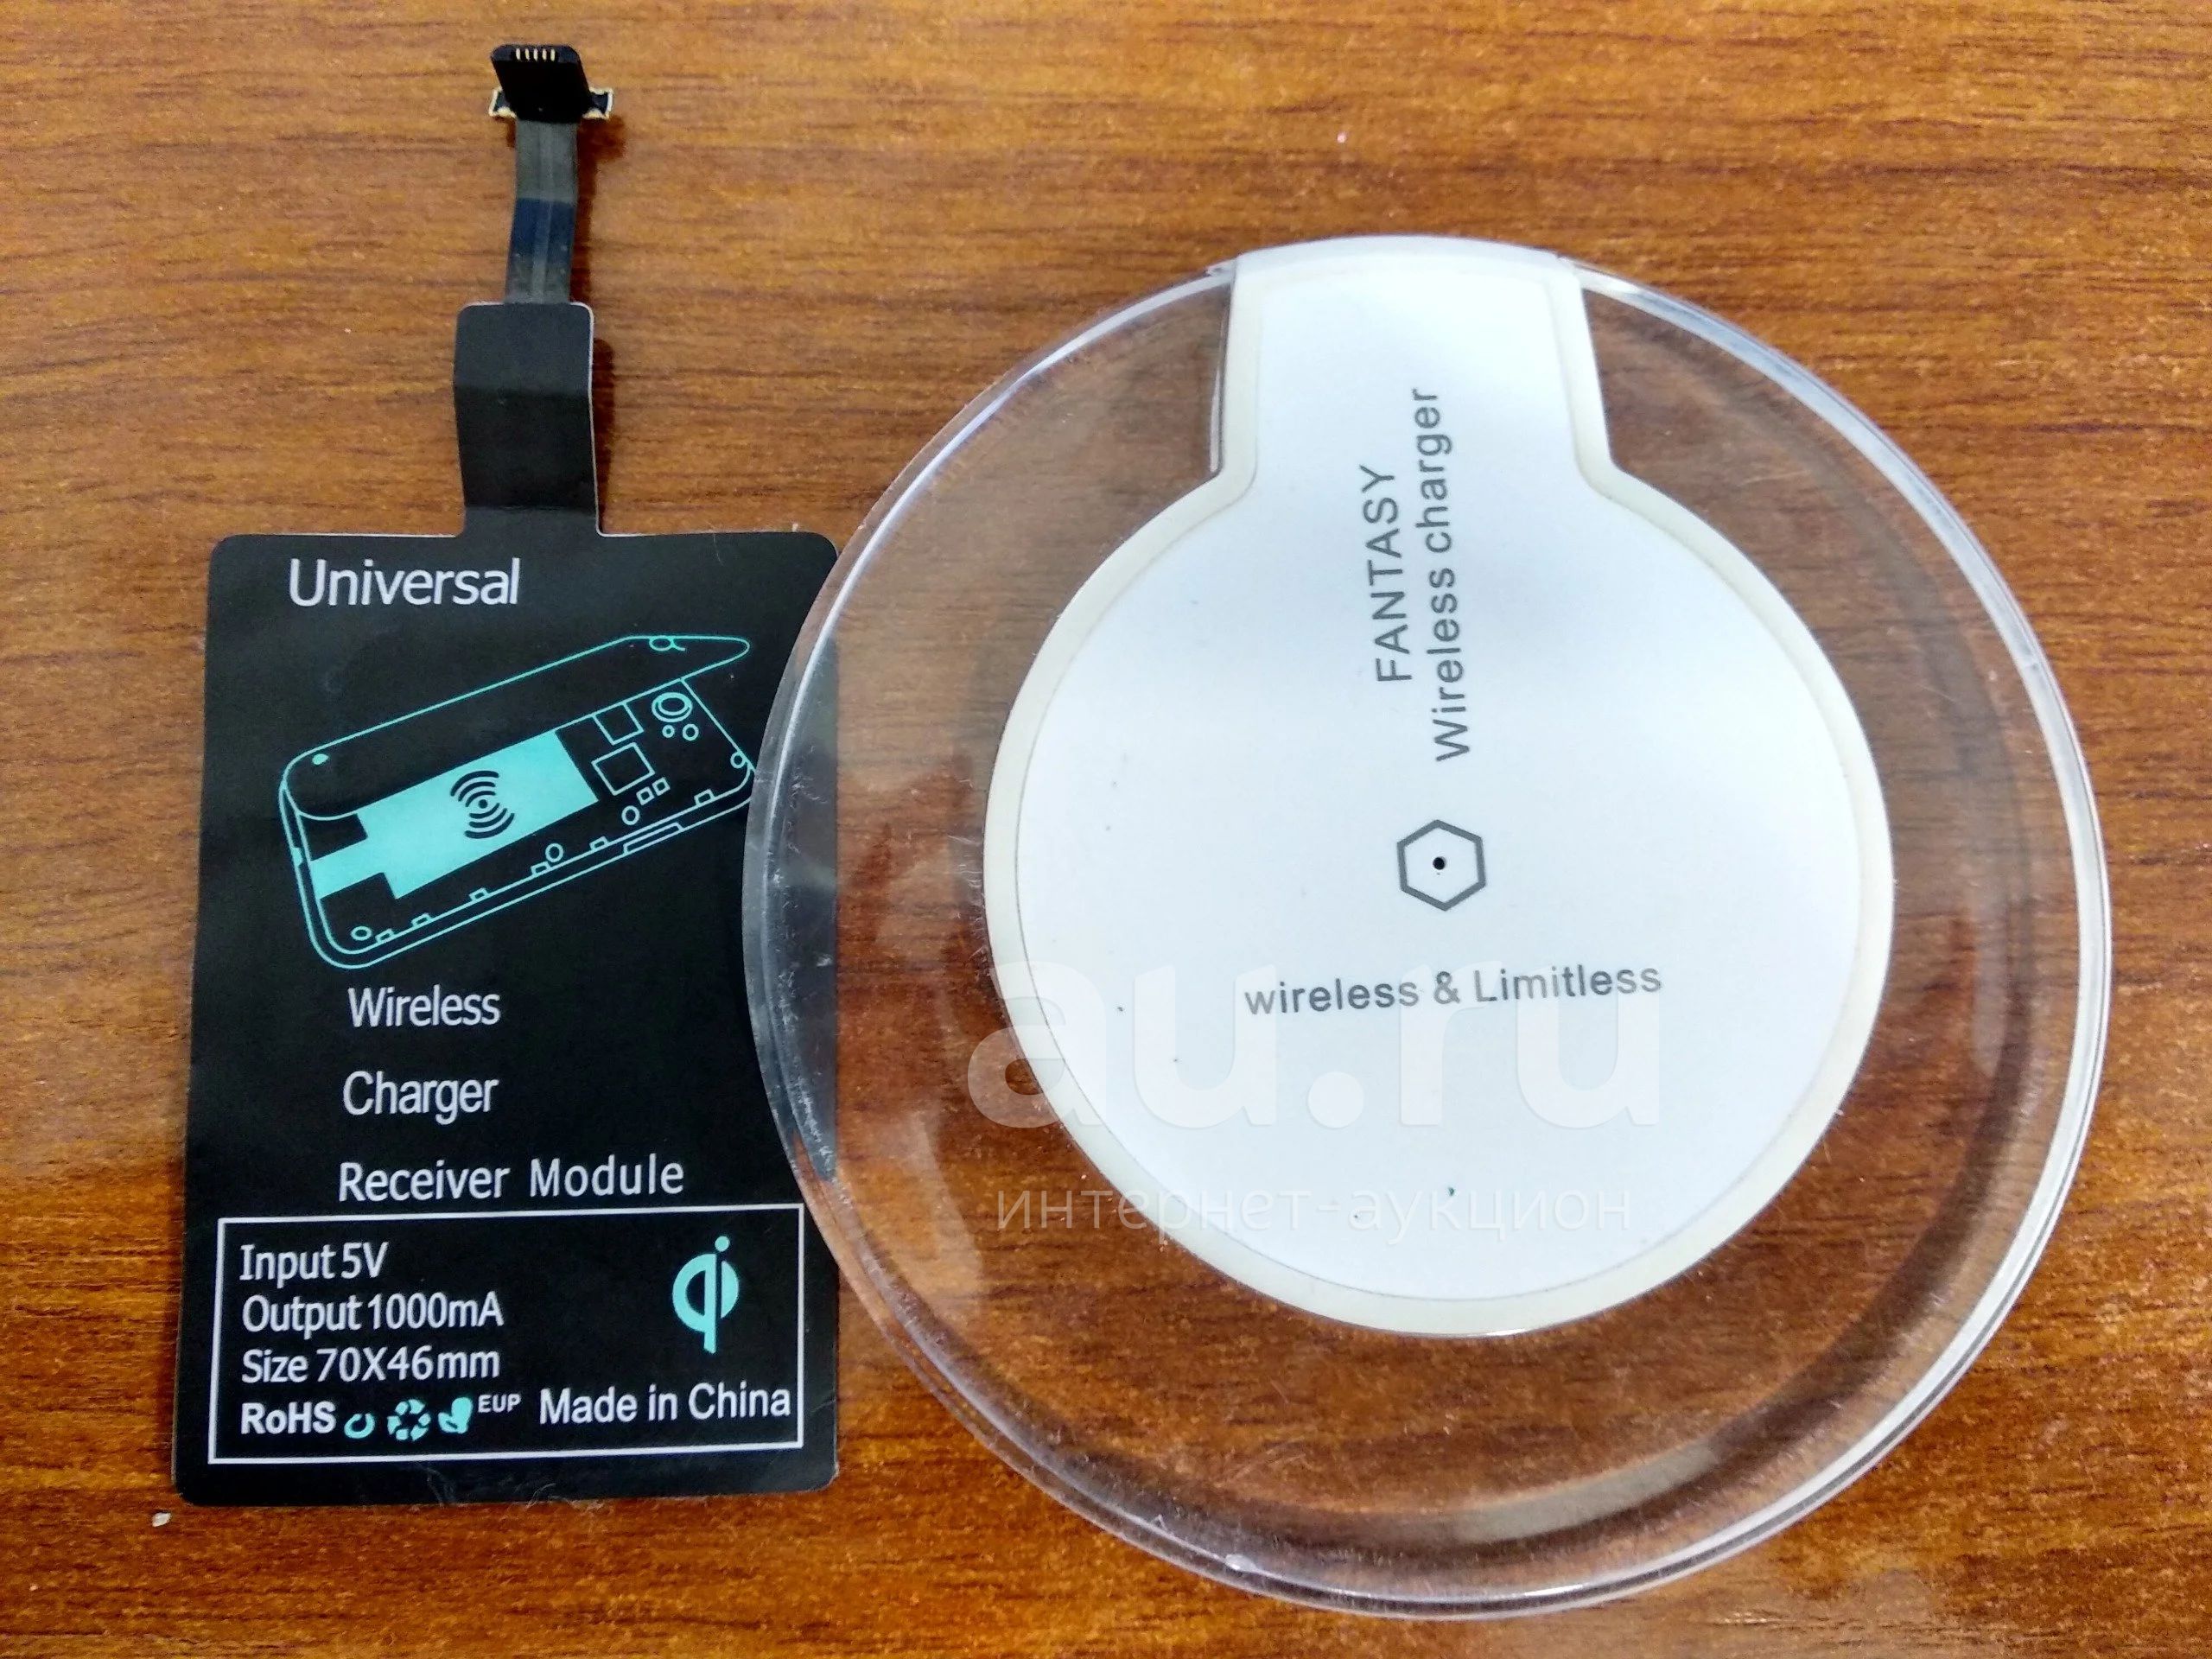 Universal
Wireless
Charger
Receiver Module
Input 5V
Output 1000mA
Size 70X46mm
RoHS EUP Made in China
qi
FANTASY
Wireless charger
wireless & Limitless
au.ru
интернет-аукцион